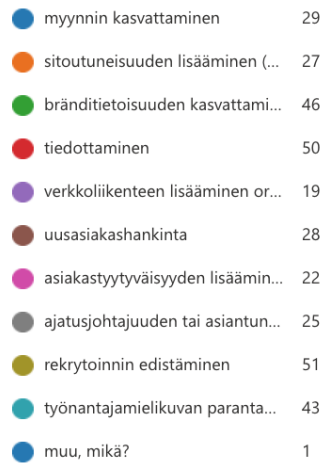 myynnin kasvattaminen 29
sitoutuneisuuden lisääminen (... 27
bränditietoisuuden kasvattami... 46
tiedottaminen 50
verkkoliikenteen lisääminen or... 19
uusasiakashankinta 28
asiakastyytyväisyyden lisäämin... 22
ajatusjohtajuuden tai asiantun... 25
rekrytoinnin edistäminen 51
työnantajamielikuvan paranta... 43
muu, mikä? 1